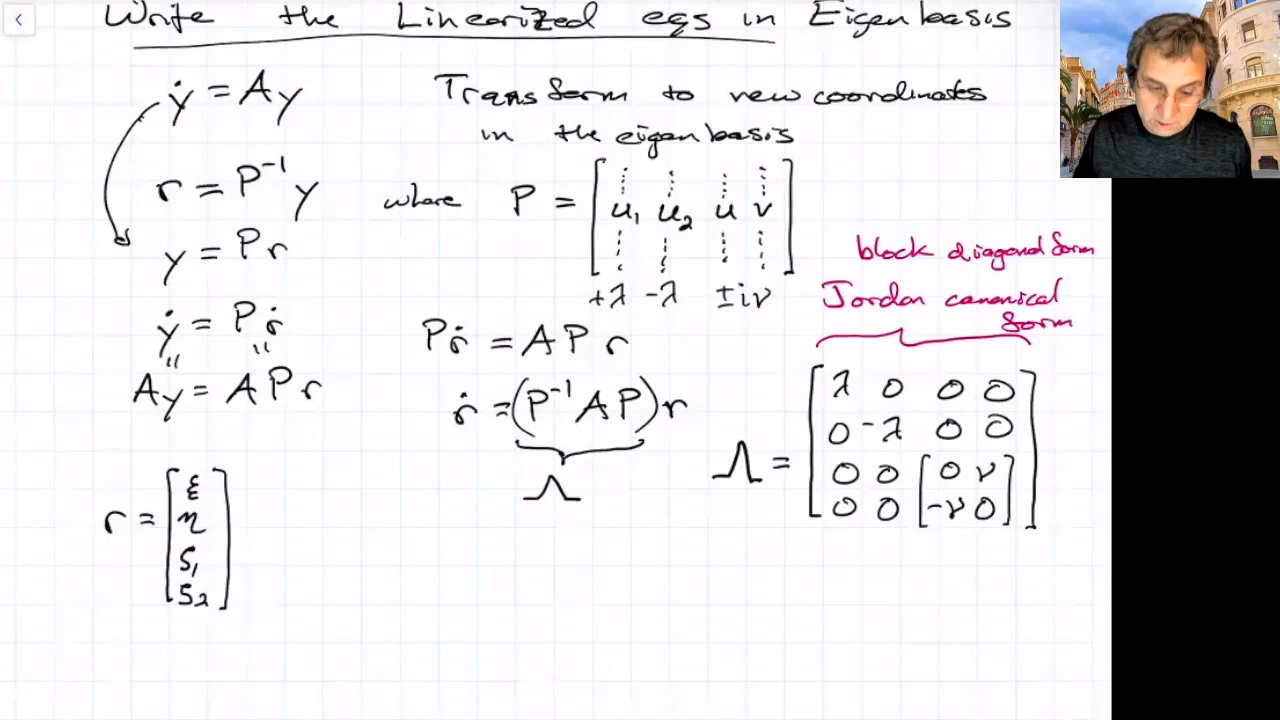 Write the Linearized eqs in Eigenbasis
ẏ = Ay
Transform to new coordinates
in the eigenbasis
r = P⁻¹ y
where P = [u₁ u₂ u v]
+λ -λ ±iν
y = Pr
ẏ = Pṙ
" "
Ay = APr
Pṙ = APr
ṙ = (P⁻¹AP)r
Λ
block diagonal form
Jordan canonical
form
Λ =
λ 0 0 0
0 -λ 0 0
0 0 [0 ν
0 0 -ν 0]
r =
ξ
η
ζ₁
ζ₂